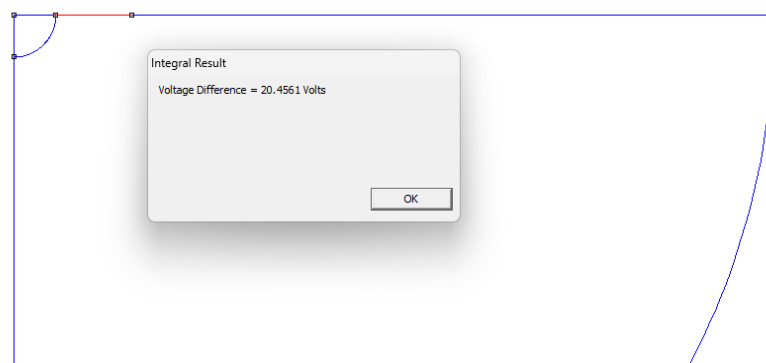 Integral Result
Voltage Difference = 20.4561 Volts
OK